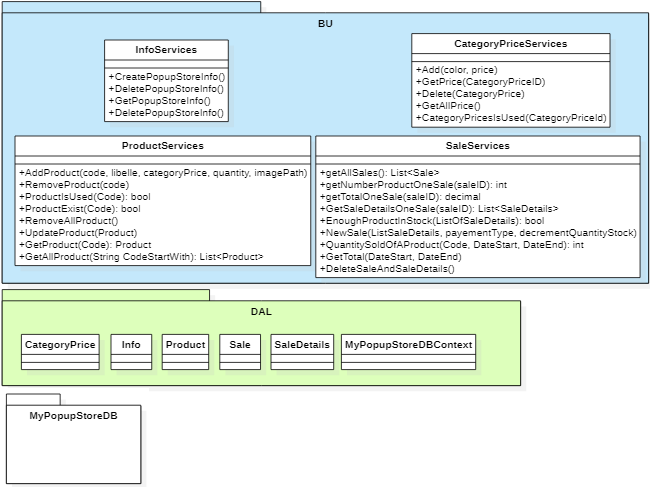 BU
InfoServices
+CreatePopupStoreInfo()
+DeletePopupStoreInfo()
+GetPopupStoreInfo()
+DeletePopupStoreInfo()
CategoryPriceServices
+Add(color, price)
+GetPrice(CategoryPriceID)
+Delete(CategoryPrice)
+GetAllPrice()
+CategoryPricesIsUsed(CategoryPriceId)
ProductServices
+AddProduct(code, libelle, categoryPrice, quantity, imagePath)
+RemoveProduct(code)
+ProductIsUsed(Code): bool
+ProductExist(Code): bool
+RemoveAllProduct()
+UpdateProduct(Product)
+GetProduct(Code): Product
+GetAllProduct(String CodeStartWith): List<Product>
SaleServices
+getAllSales(): List<Sale>
+getNumberProductOneSale(saleID): int
+getTotalOneSale(saleID): decimal
+GetSaleDetailsOneSale(saleID): List<SaleDetails>
+EnoughProductInStock(ListOfSaleDetails): bool
+NewSale(ListSaleDetails, payementType, decrementQuantityStock)
+QuantitySoldOfAProduct(Code, DateStart, DateEnd): int
+GetTotal(DateStart, DateEnd)
+DeleteSaleAndSaleDetails()
DAL
CategoryPrice
Info
Product
Sale
SaleDetails
MyPopupStoreDBContext
MyPopupStoreDB